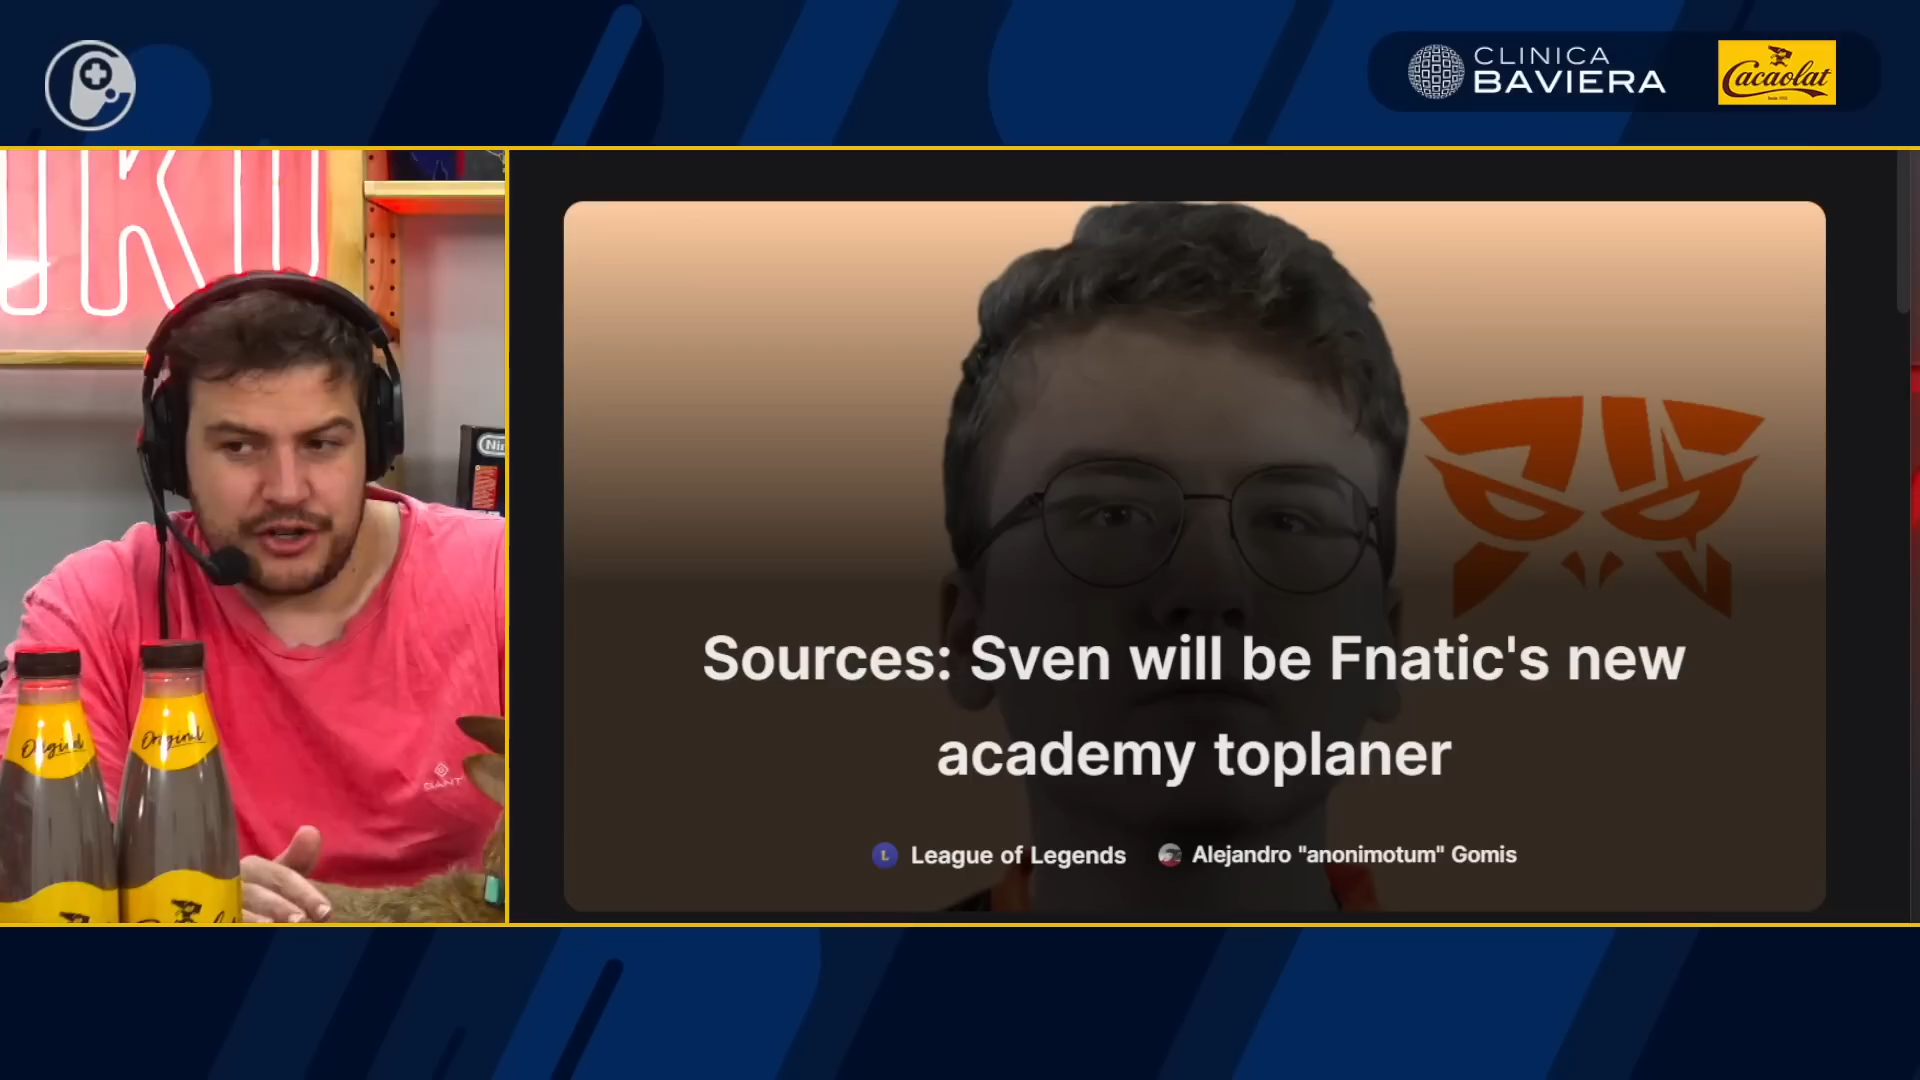 CLINICA
BAVIERA
Cacaolat
Original
Original
GANT
Sources: Sven will be Fnatic's new
academy toplaner
League of Legends
Alejandro "anonimotum" Gomis